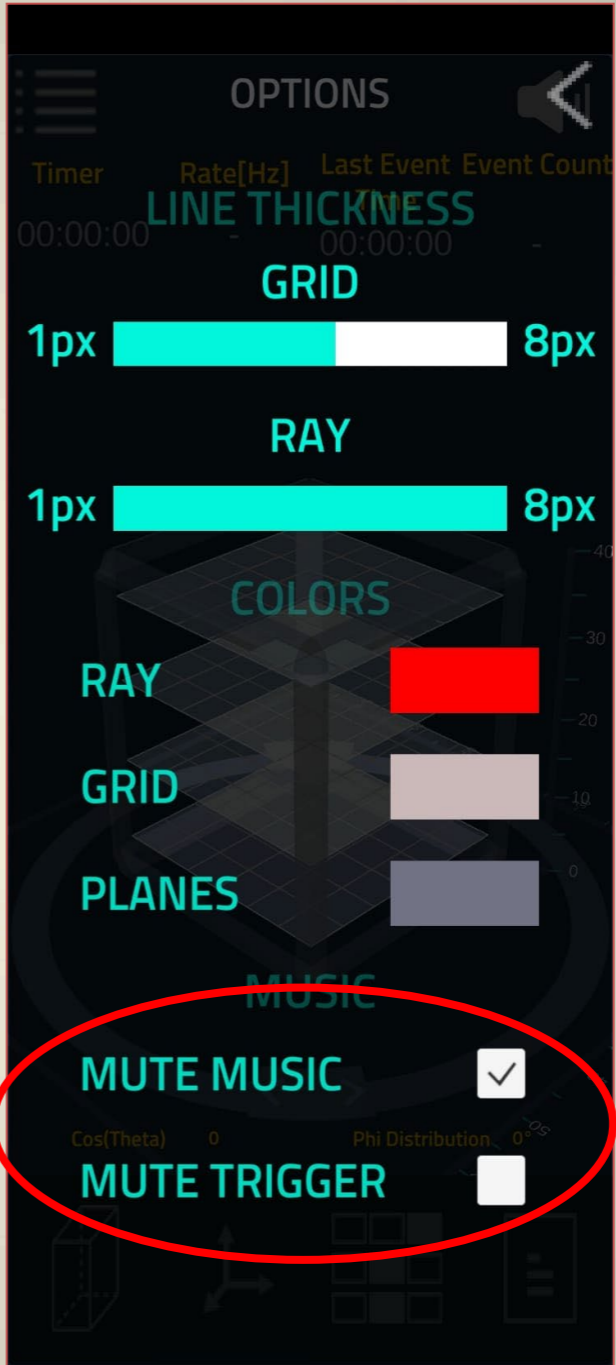 OPTIONS
Timer Rate[Hz] Last Event Time Event Count
LINE THICKNESS
00:00:00 - 00:00:00 -
GRID
1px 8px
RAY
1px 8px
40
COLORS
30
RAY
20
GRID
10
PLANES
0
MUSIC
MUTE MUSIC
Cos(Theta) 0 Phi Distribution 0°
MUTE TRIGGER